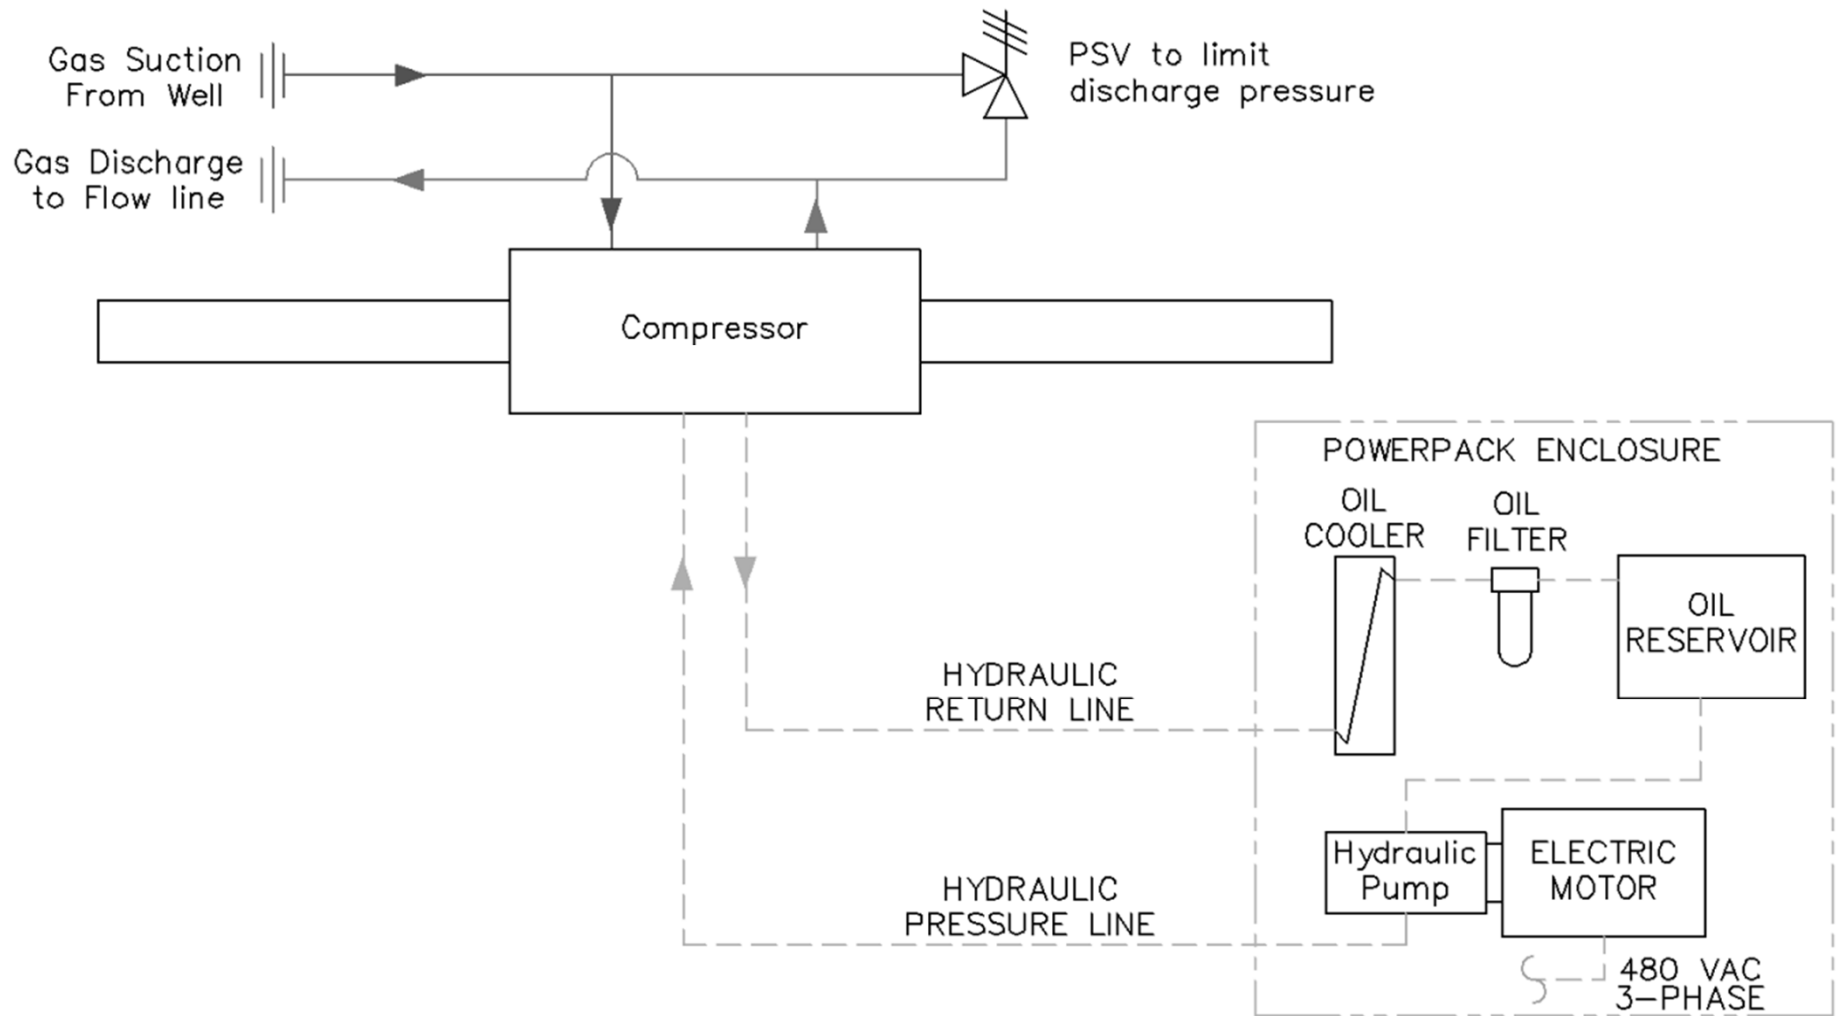 Gas Suction
From Well
PSV to limit
discharge pressure
Gas Discharge
to Flow line
Compressor
POWERPACK ENCLOSURE
OIL
COOLER
OIL
FILTER
OIL
RESERVOIR
HYDRAULIC
RETURN LINE
Hydraulic
Pump
ELECTRIC
MOTOR
HYDRAULIC
PRESSURE LINE
480 VAC
3-PHASE